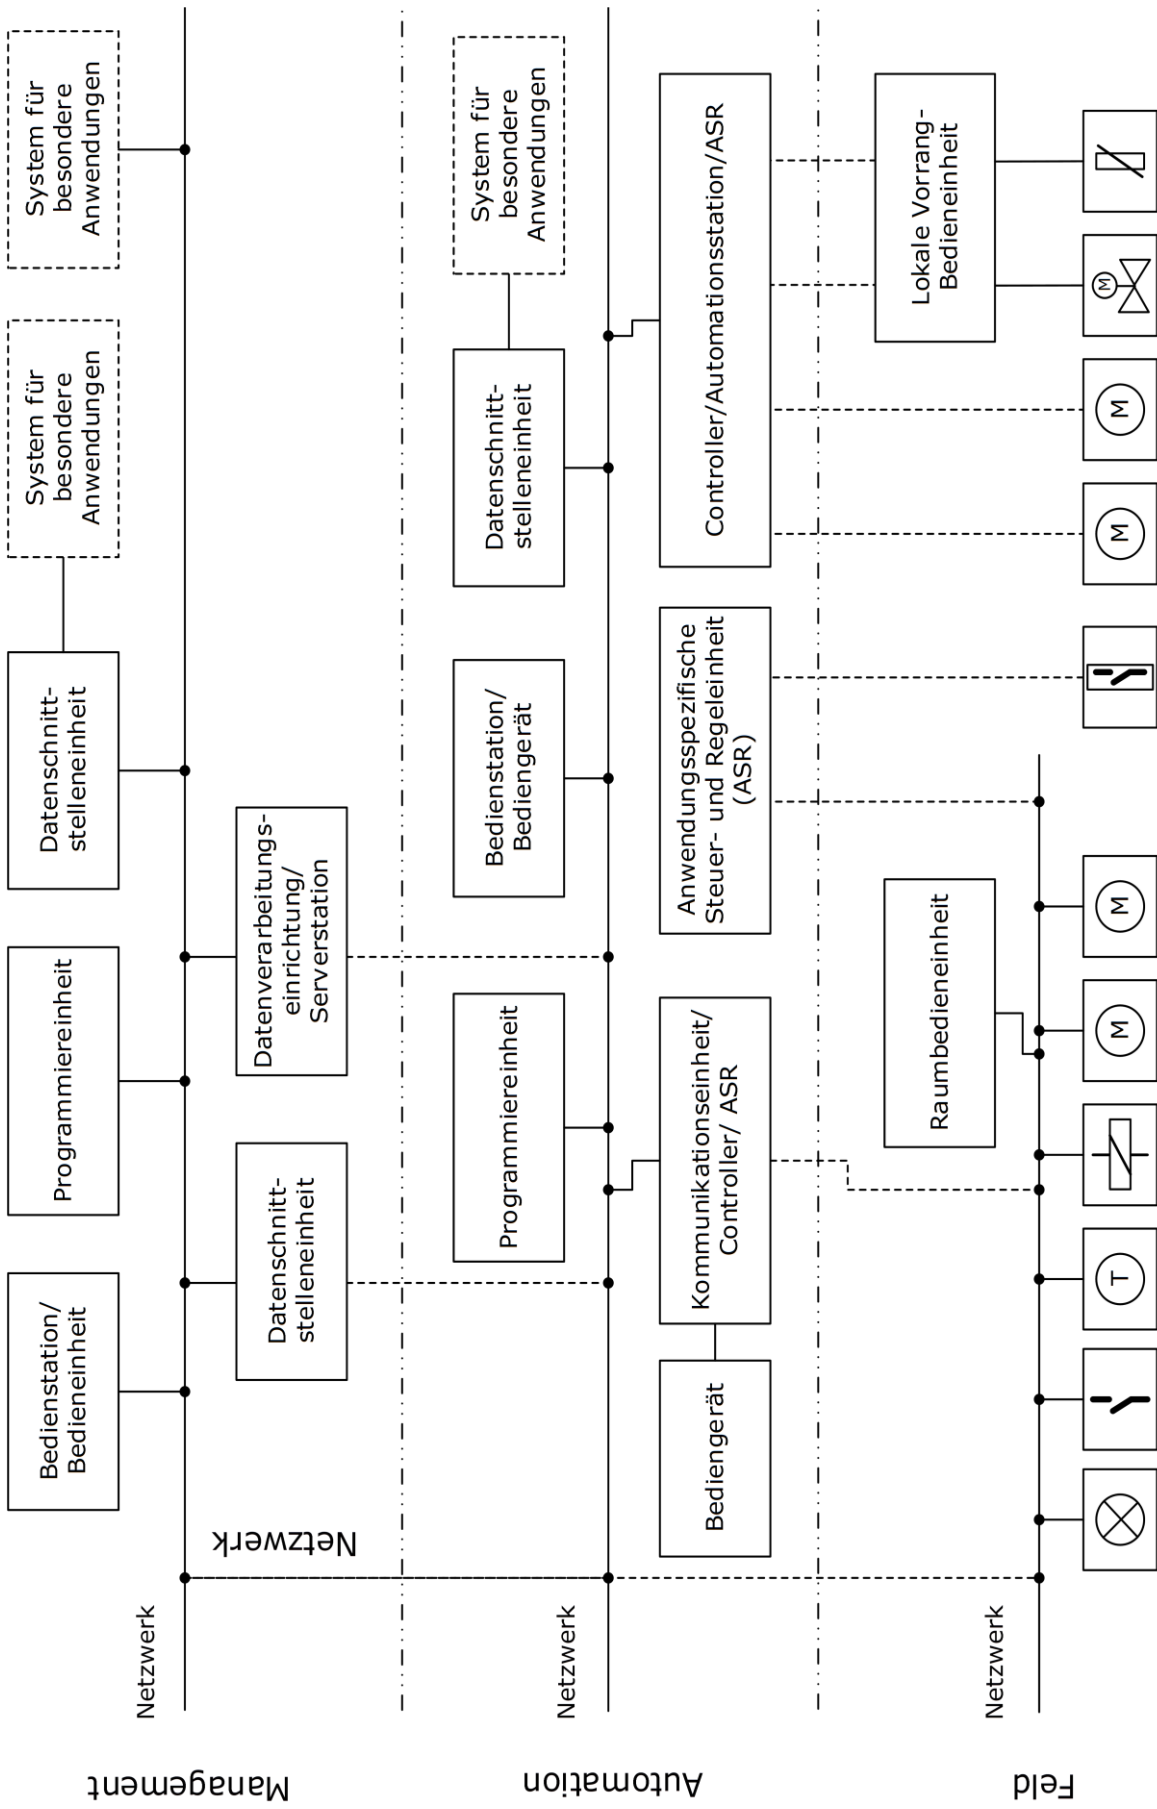 Management
Netzwerk
Netzwerk
Bedienstation/
Bedieneinheit
Programmiereinheit
Datenschnitt-
stelleneinheit
System für
besondere
Anwendungen
System für
besondere
Anwendungen
Datenschnitt-
stelleneinheit
Datenverarbeitungs-
einrichtung/
Serverstation
Automation
Netzwerk
Programmiereinheit
Bedienstation/
Bediengerät
Datenschnitt-
stelleneinheit
System für
besondere
Anwendungen
Bediengerät
Kommunikationseinheit/
Controller/ ASR
Anwendungsspezifische
Steuer- und Regeleinheit
(ASR)
Controller/Automationsstation/ASR
Feld
Netzwerk
Raumbedieneinheit
Lokale Vorrang-
Bedieneinheit
T
M
M
M
M
M